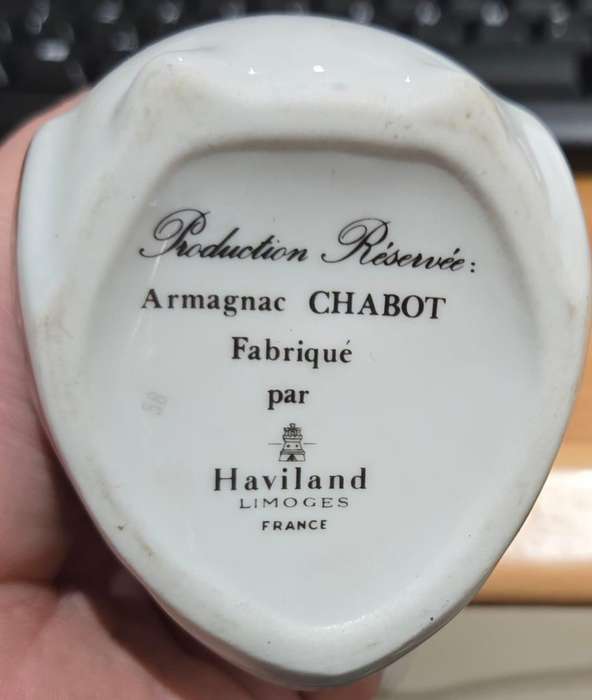 Production Réservée:
Armagnac CHABOT
Fabriqué
par
Haviland
LIMOGES
FRANCE